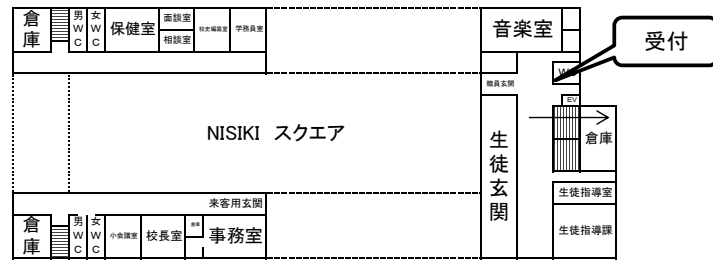 倉庫
男WC
女WC
保健室
面談室
相談室
校史編纂室
学務員室
音楽室
受付
WC
職員玄関
EV
倉庫
NISIKI スクエア
生徒玄関
来客用玄関
生徒指導室
倉庫
男WC
女WC
小会議室
校長室
倉庫
事務室
生徒指導課